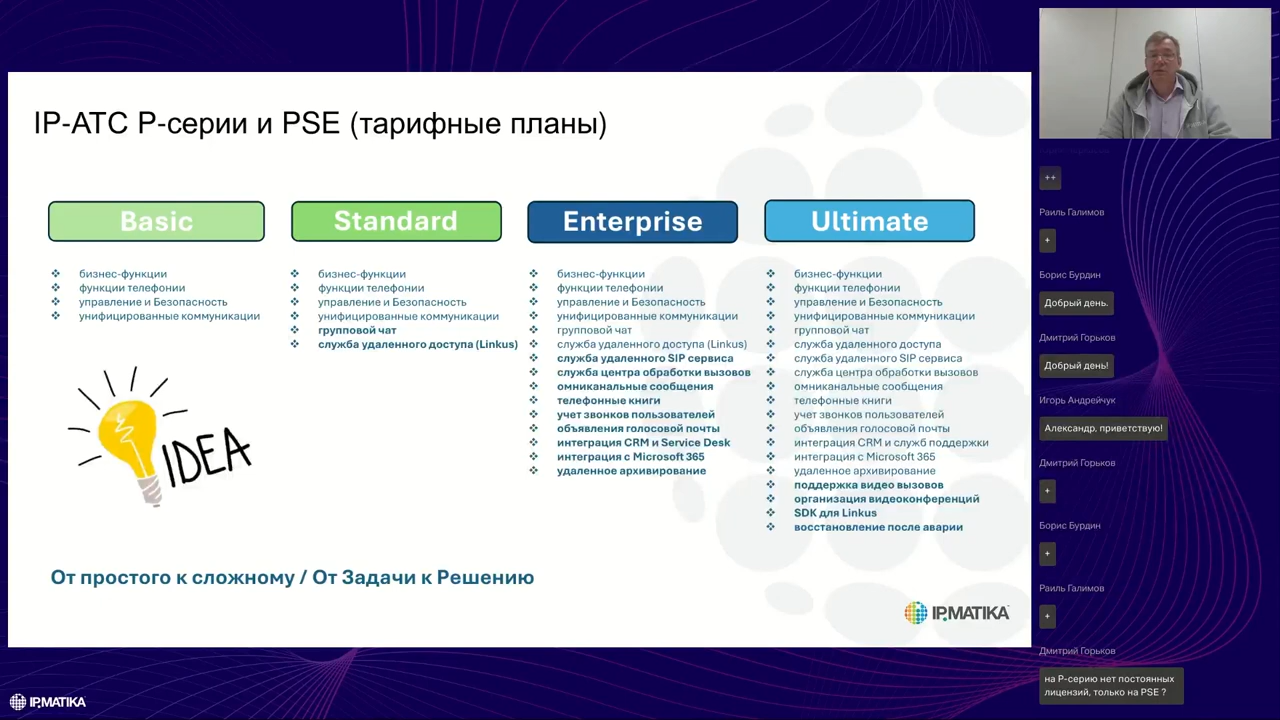 IP-АТС P-серии и PSE (тарифные планы)
Basic
бизнес-функции
функции телефонии
управление и Безопасность
унифицированные коммуникации
Standard
бизнес-функции
функции телефонии
управление и Безопасность
унифицированные коммуникации
групповой чат
служба удаленного доступа (Linkus)
Enterprise
бизнес-функции
функции телефонии
управление и Безопасность
унифицированные коммуникации
групповой чат
служба удаленного доступа (Linkus)
служба удаленного SIP сервиса
служба центра обработки вызовов
омниканальные сообщения
телефонные книги
учет звонков пользователей
объявления голосовой почты
интеграция CRM и Service Desk
интеграция с Microsoft 365
удаленное архивирование
Ultimate
бизнес-функции
функции телефонии
управление и Безопасность
унифицированные коммуникации
групповой чат
служба удаленного доступа
служба удаленного SIP сервиса
служба центра обработки вызовов
омниканальные сообщения
телефонные книги
учет звонков пользователей
объявления голосовой почты
интеграция CRM и служб поддержки
интеграция с Microsoft 365
удаленное архивирование
поддержка видео вызовов
организация видеоконференций
SDK для Linkus
восстановление после аварии
IDEA
От простого к сложному / От Задачи к Решению
IPMATIKA
IPMATIKA
++
Раиль Галимов
+
Борис Бурдин
Добрый день.
Дмитрий Горьков
Добрый день!
Игорь Андрейчук
Александр, приветствую!
Дмитрий Горьков
+
Борис Бурдин
+
Раиль Галимов
+
Дмитрий Горьков
на Р-серию нет постоянных
лицензий, только на PSE ?